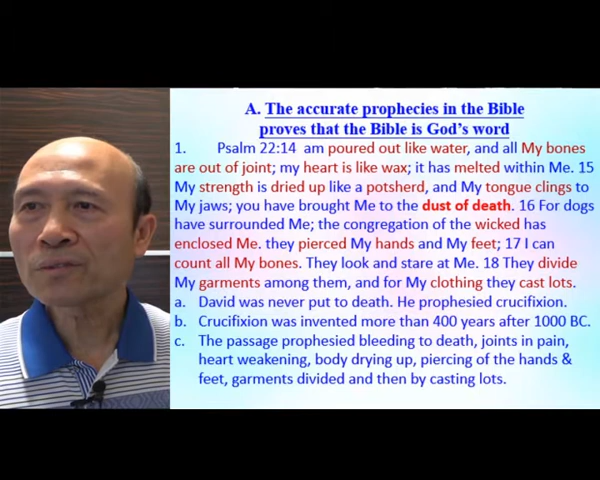 A. The accurate prophecies in the Bible
proves that the Bible is God's word
1. Psalm 22:14 am poured out like water, and all My bones
are out of joint; my heart is like wax; it has melted within Me. 15
My strength is dried up like a potsherd, and My tongue clings to
My jaws; you have brought Me to the dust of death. 16 For dogs
have surrounded Me; the congregation of the wicked has
enclosed Me. they pierced My hands and My feet; 17 I can
count all My bones. They look and stare at Me. 18 They divide
My garments among them, and for My clothing they cast lots.
a. David was never put to death. He prophesied crucifixion.
b. Crucifixion was invented more than 400 years after 1000 BC.
c. The passage prophesied bleeding to death, joints in pain,
heart weakening, body drying up, piercing of the hands &
feet, garments divided and then by casting lots.